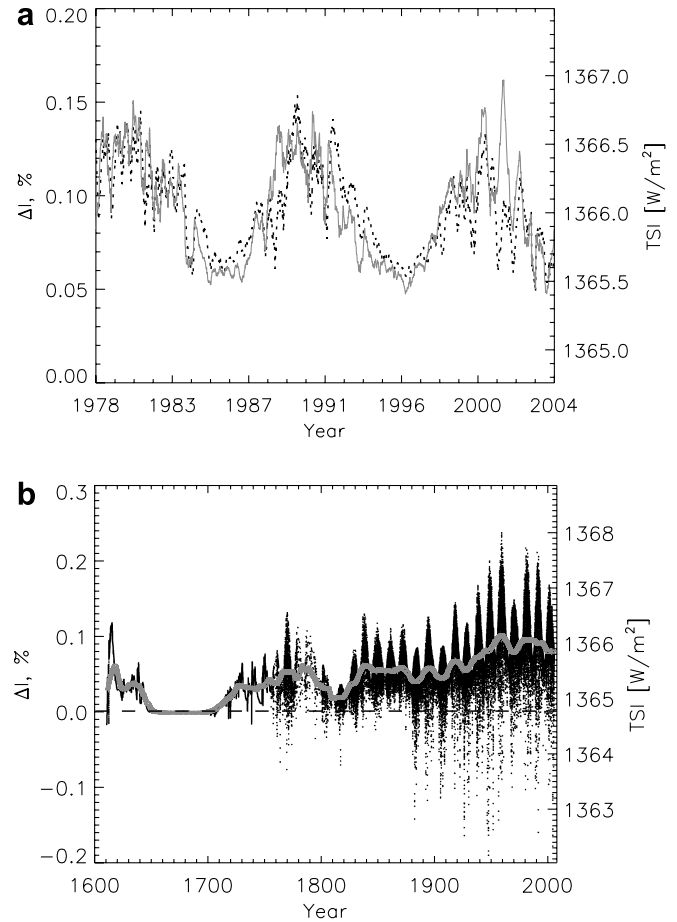 a
0.20
0.15
0.10
0.05
0.00
ΔI, %
1367.0
1366.5
1366.0
1365.5
1365.0
TSI [W/m²]
1978 1983 1987 1991 1996 2000 2004
Year
b
0.3
0.2
0.1
0.0
−0.1
−0.2
ΔI, %
1368
1367
1366
1365
1364
1363
TSI [W/m²]
1600 1700 1800 1900 2000
Year